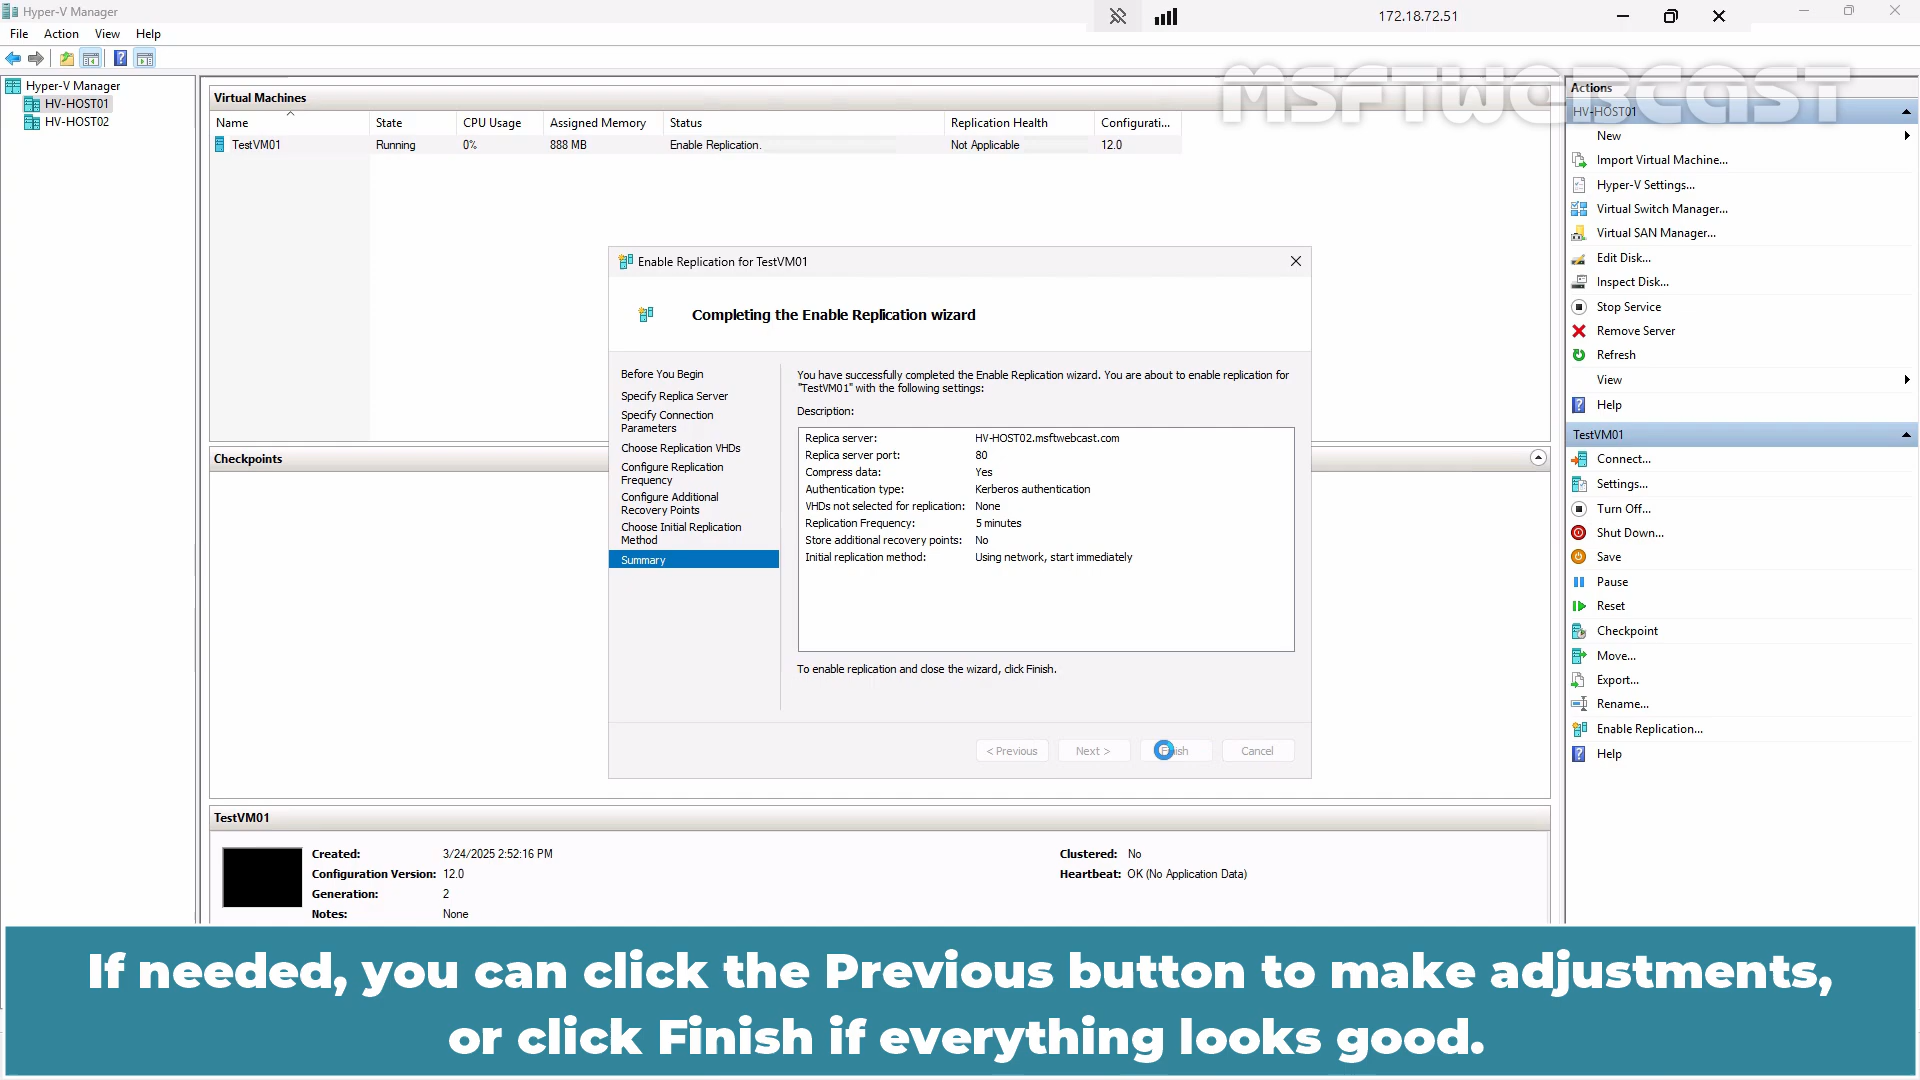 Hyper-V Manager
172.18.72.51
File Action View Help
MSFTWEBCAST
Hyper-V Manager
HV-HOST01
HV-HOST02
Virtual Machines
Name State CPU Usage Assigned Memory Status Replication Health Configurati...
TestVM01 Running 0% 888 MB Enable Replication. Not Applicable 12.0
Enable Replication for TestVM01
Completing the Enable Replication wizard
Before You Begin
Specify Replica Server
Specify Connection
Parameters
Choose Replication VHDs
Configure Replication
Frequency
Configure Additional
Recovery Points
Choose Initial Replication
Method
Summary
You have successfully completed the Enable Replication wizard. You are about to enable replication for
"TestVM01" with the following settings:
Description:
Replica server: HV-HOST02.msftwebcast.com
Replica server port: 80
Compress data: Yes
Authentication type: Kerberos authentication
VHDs not selected for replication: None
Replication Frequency: 5 minutes
Store additional recovery points: No
Initial replication method: Using network, start immediately
To enable replication and close the wizard, click Finish.
< Previous Next > Finish Cancel
Checkpoints
TestVM01
Created: 3/24/2025 2:52:16 PM
Configuration Version: 12.0
Generation: 2
Notes: None
Clustered: No
Heartbeat: OK (No Application Data)
Actions
HV-HOST01
New
Import Virtual Machine...
Hyper-V Settings...
Virtual Switch Manager...
Virtual SAN Manager...
Edit Disk...
Inspect Disk...
Stop Service
Remove Server
Refresh
View
Help
TestVM01
Connect...
Settings...
Turn Off...
Shut Down...
Save
Pause
Reset
Checkpoint
Move...
Export...
Rename...
Enable Replication...
Help
If needed, you can click the Previous button to make adjustments,
or click Finish if everything looks good.